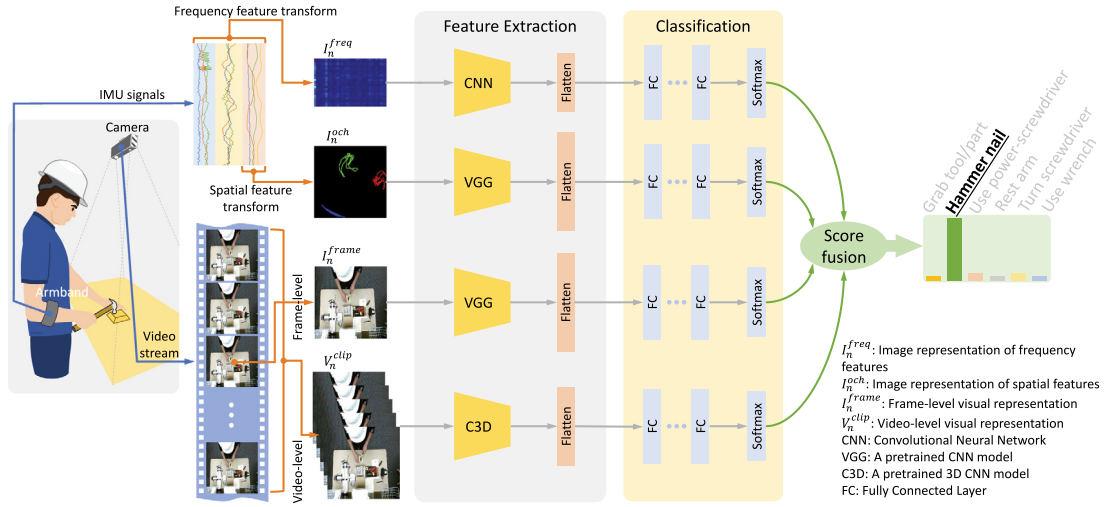 Frequency feature transform
I_n^{freq}
Feature Extraction
Classification
IMU signals
CNN
Flatten
FC
FC
Softmax
Camera
I_n^{och}
VGG
Flatten
FC
FC
Softmax
Spatial feature
transform
Grab tool/part
Hammer nail
Use power-screwdriver
Rest arm
Turn screwdriver
Use wrench
Score
fusion
Armband
Video
stream
Frame-level
I_n^{frame}
VGG
Flatten
FC
FC
Softmax
Video-level
V_n^{clip}
C3D
Flatten
FC
FC
Softmax
I_n^{freq}: Image representation of frequency
features
I_n^{och}: Image representation of spatial features
I_n^{frame}: Frame-level visual representation
V_n^{clip}: Video-level visual representation
CNN: Convolutional Neural Network
VGG: A pretrained CNN model
C3D: A pretrained 3D CNN model
FC: Fully Connected Layer